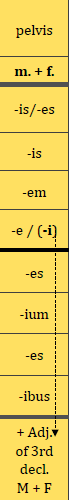 pelvis
m. + f.
-is/-es
-is
-em
-e / (-i)
-es
-ium
-es
-ibus
+ Adj.
of 3rd
decl.
M + F